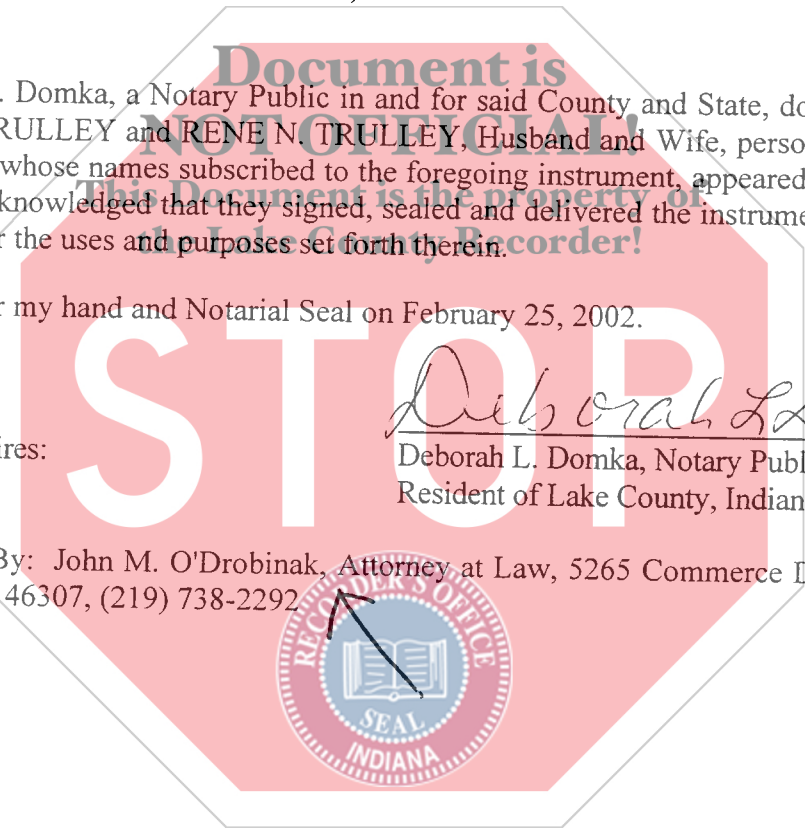 Document is
. Domka, a Notary Public in and for said County and State, do
RULLEY and RENE N. TRULLEY, Husband and Wife, perso
NOT OFFICIAL!
whose names subscribed to the foregoing instrument, appeared
This Document is the property of
knowledged that they signed, sealed and delivered the instrume
the Lake County Recorder!
r the uses and purposes set forth therein.
r my hand and Notarial Seal on February 25, 2002.
STOP
Deborah L
ires:
Deborah L. Domka, Notary Publ
Resident of Lake County, Indian
By: John M. O'Drobinak, Attorney at Law, 5265 Commerce D
46307, (219) 738-2292
RECORDER'S OFFICE
SEAL
INDIANA